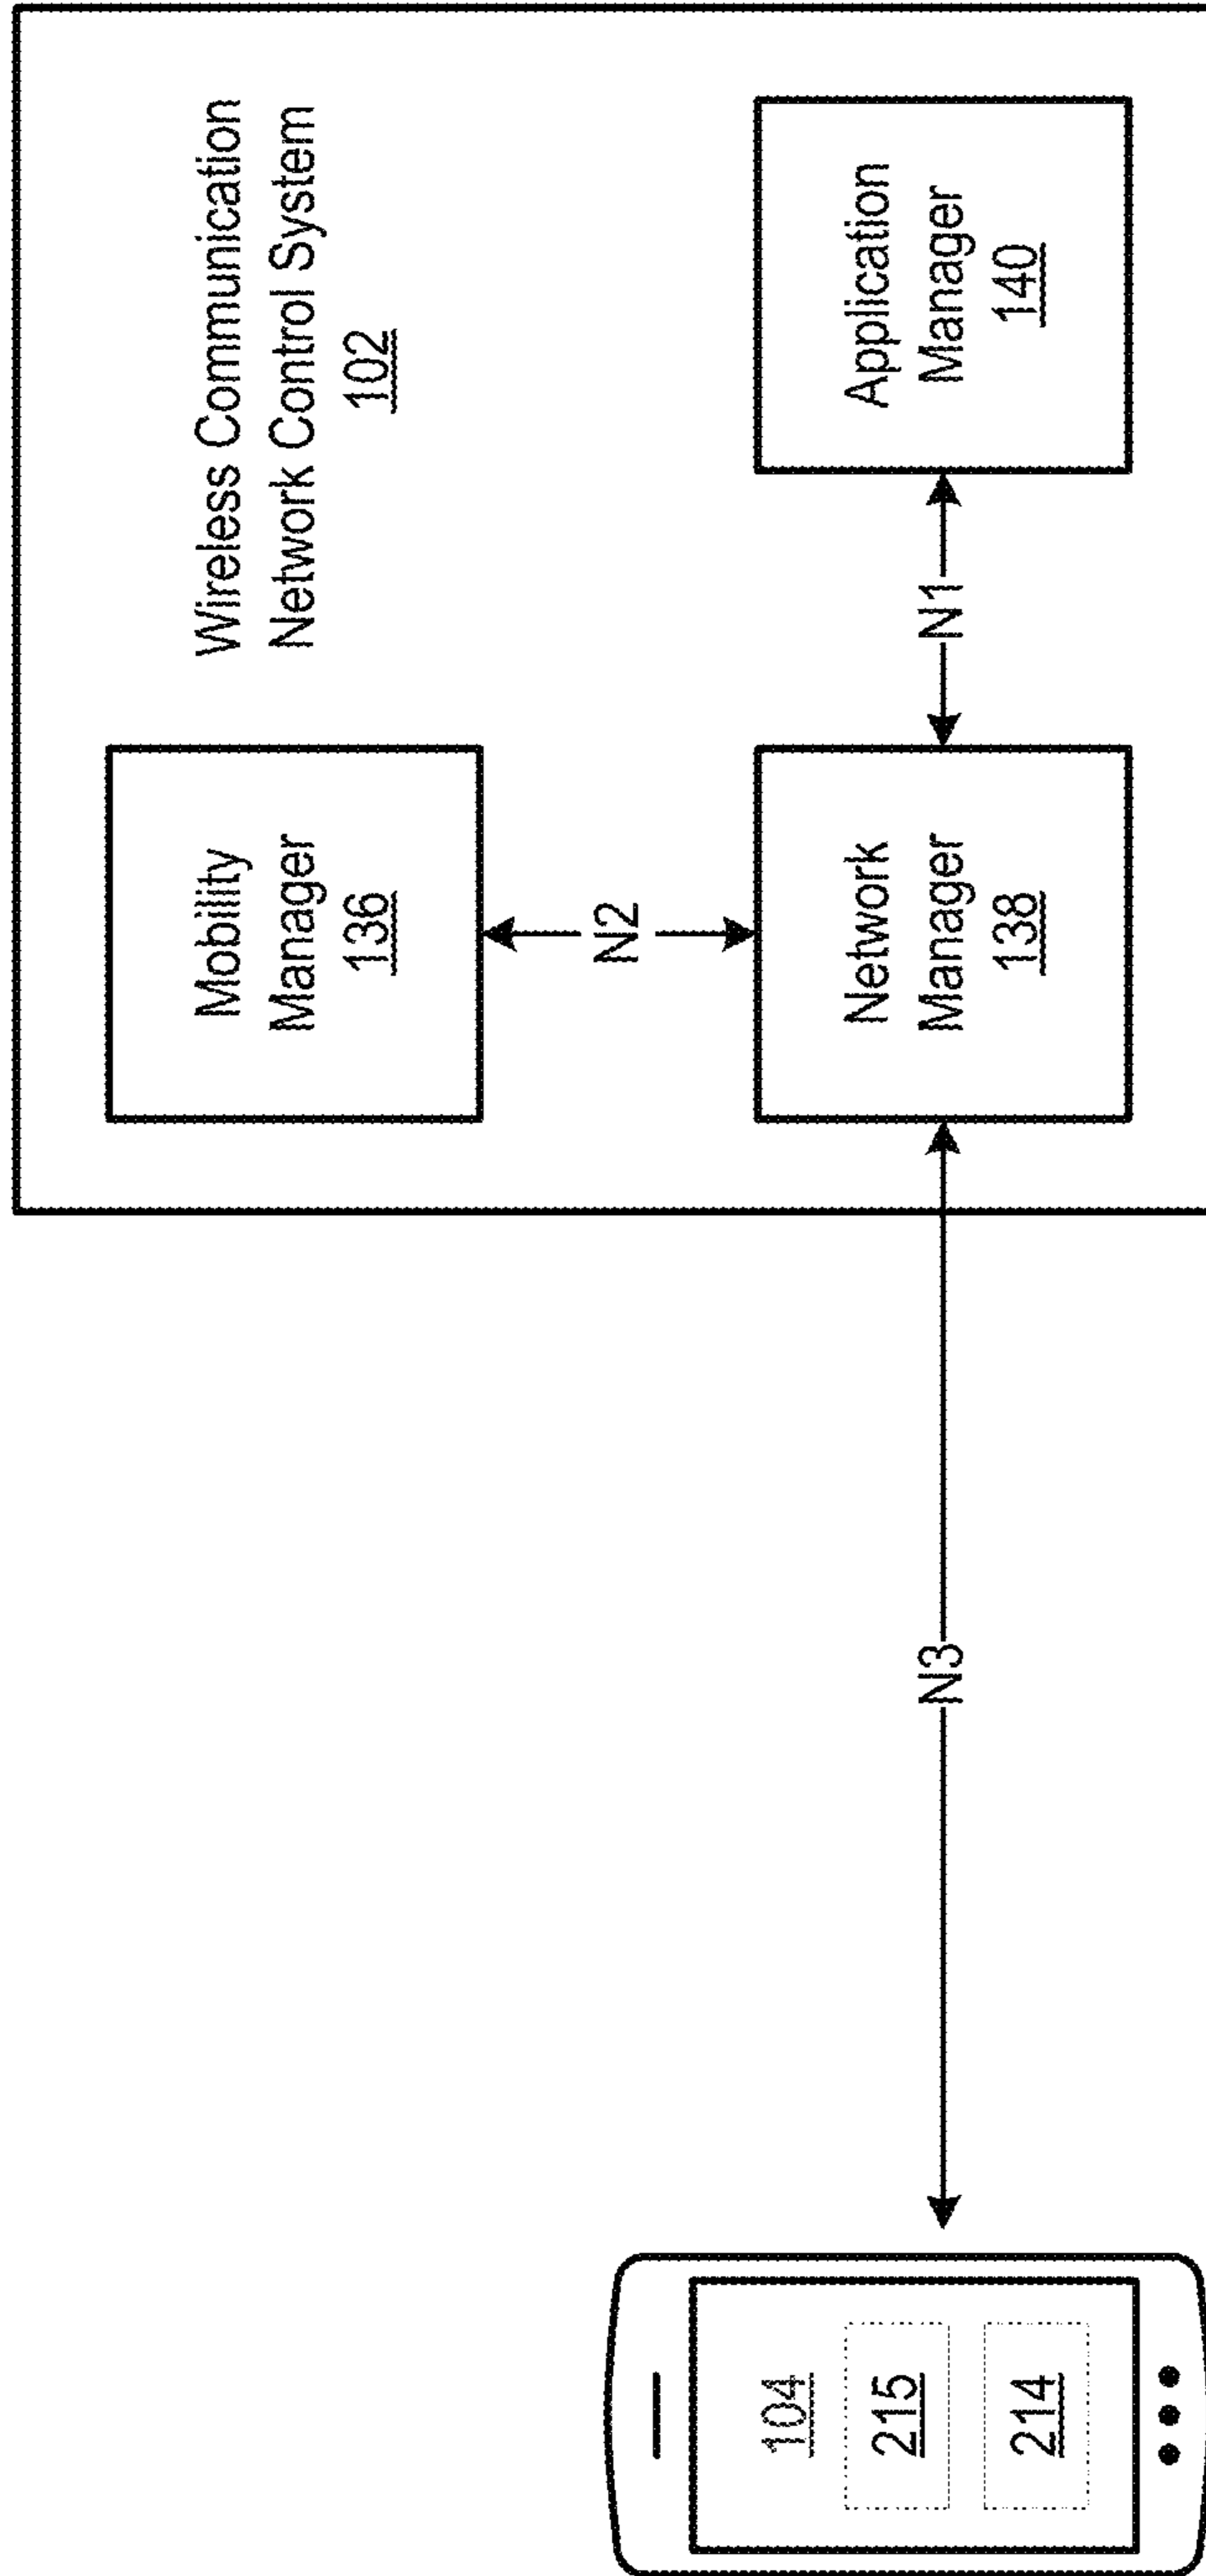 Wireless Communication
Network Control System
102
Mobility
Manager
136
N2
104
215
214
N3
Network
Manager
138
N1
Application
Manager
140